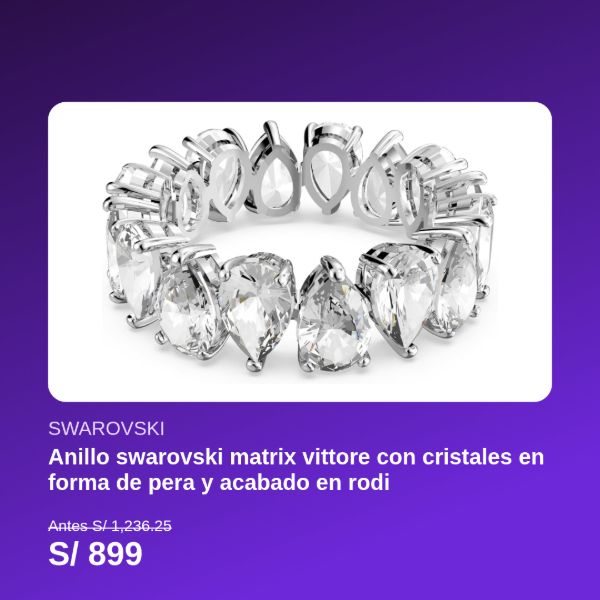 SWAROVSKI
Anillo swarovski matrix vittore con cristales en
forma de pera y acabado en rodi
Antes S/ 1,236.25
S/ 899